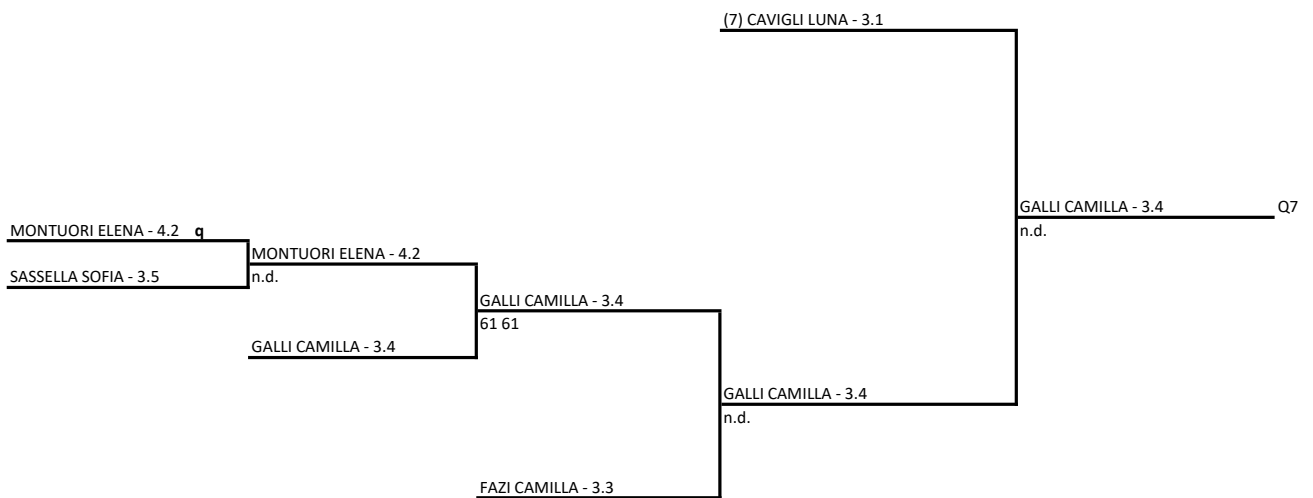 (7) CAVIGLI LUNA - 3.1
GALLI CAMILLA - 3.4
Q7
n.d.
MONTUORI ELENA - 4.2 q
MONTUORI ELENA - 4.2
n.d.
SASSELLA SOFIA - 3.5
GALLI CAMILLA - 3.4
61 61
GALLI CAMILLA - 3.4
GALLI CAMILLA - 3.4
n.d.
FAZI CAMILLA - 3.3